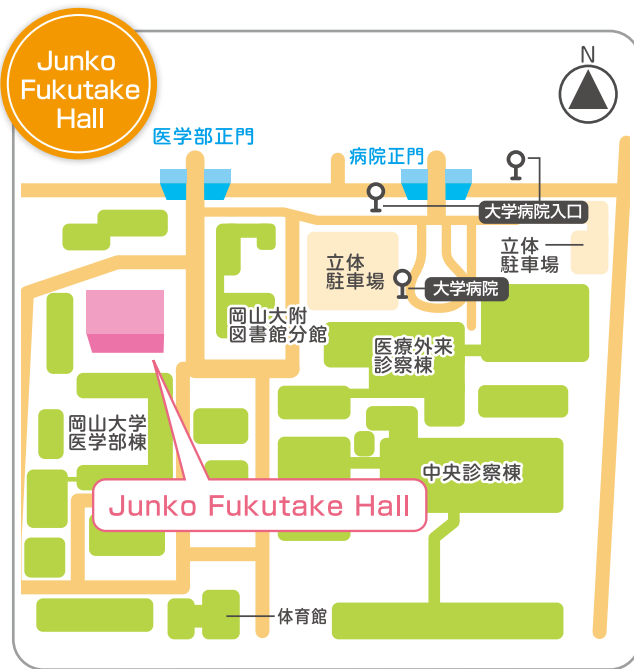 Junko
Fukutake
Hall
N
医学部正門
病院正門
大学病院入口
立体
駐車場
立体
駐車場
大学病院
岡山大附
図書館分館
医療外来
診察棟
岡山大学
医学部棟
中央診察棟
Junko Fukutake Hall
体育館